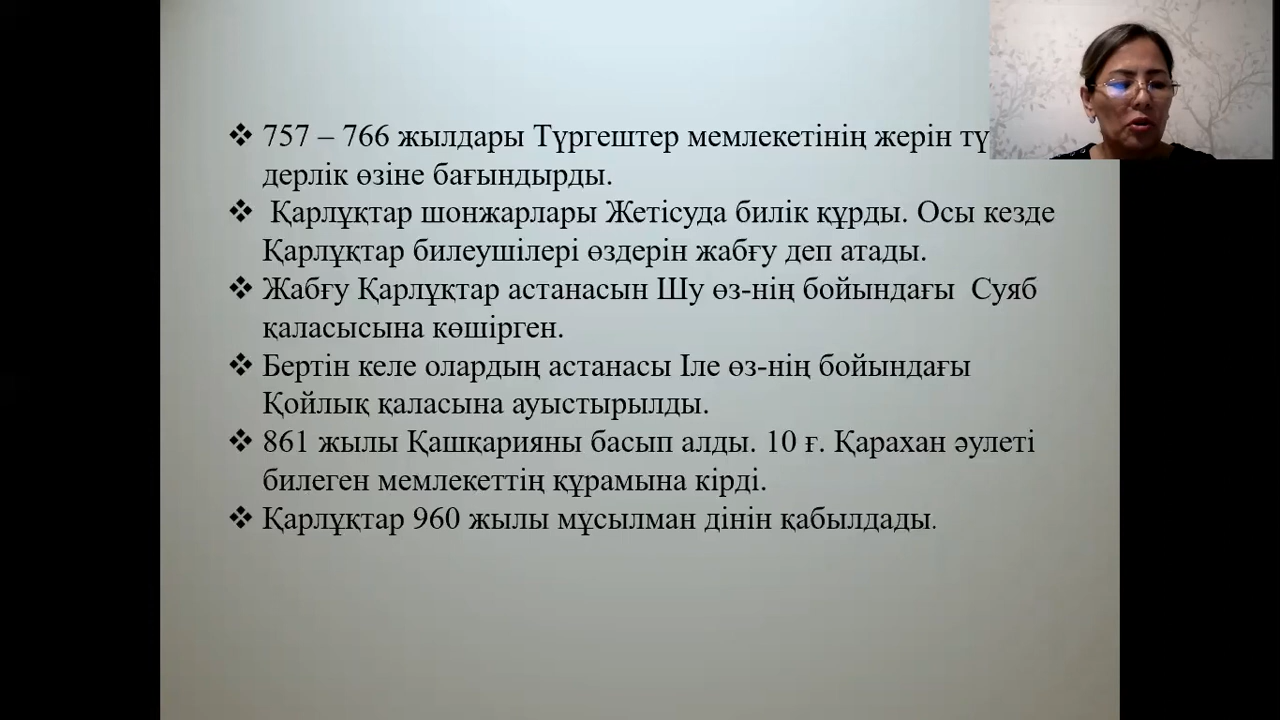 ❖ 757 – 766 жылдары Түргештер мемлекетінің жерін
дерлік өзіне бағындырды.
❖ Қарлұқтар шонжарлары Жетісуда билік құрды. Осы кезде
Қарлұқтар билеушілері өздерін жабғу деп атады.
❖ Жабғу Қарлұқтар астанасын Шу өз-нің бойындағы Суяб
қаласысына көшірген.
❖ Бертін келе олардың астанасы Іле өз-нің бойындағы
Қойлық қаласына ауыстырылды.
❖ 861 жылы Қашқарияны басып алды. 10 ғ. Қарахан әулеті
билеген мемлекеттің құрамына кірді.
❖ Қарлұқтар 960 жылы мұсылман дінін қабылдады.